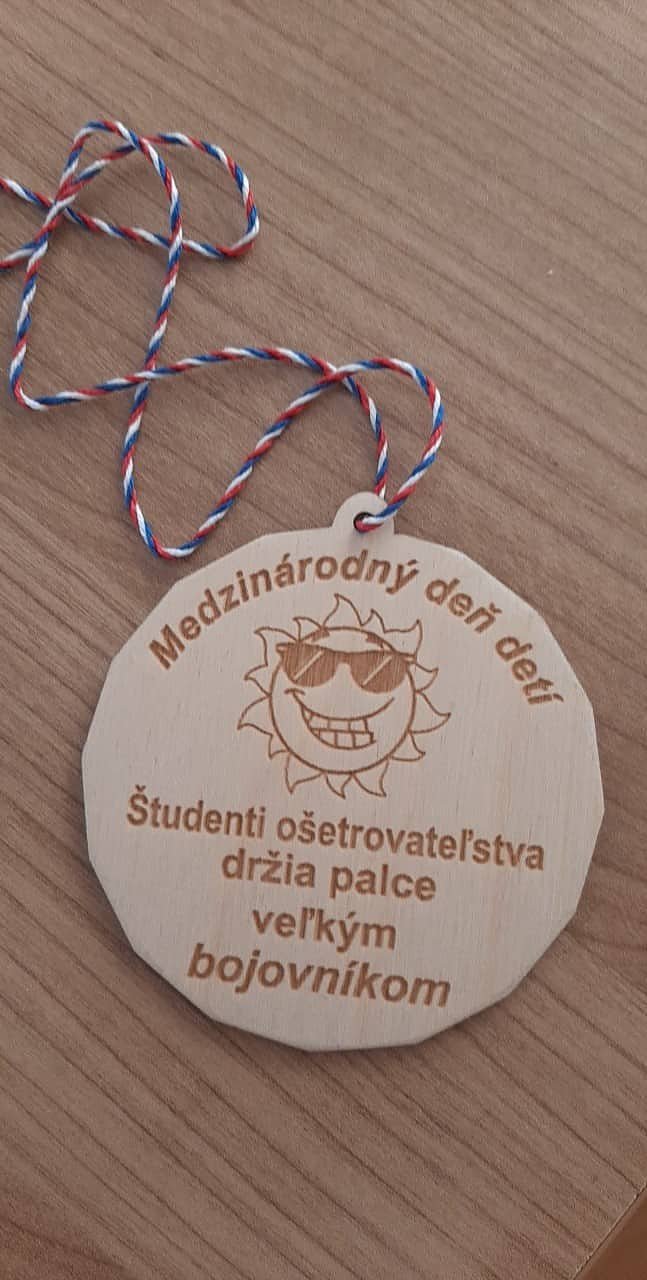 Medzinárodný deň detí
Študenti ošetrovateľstva
držia palce
veľkým
bojovníkom